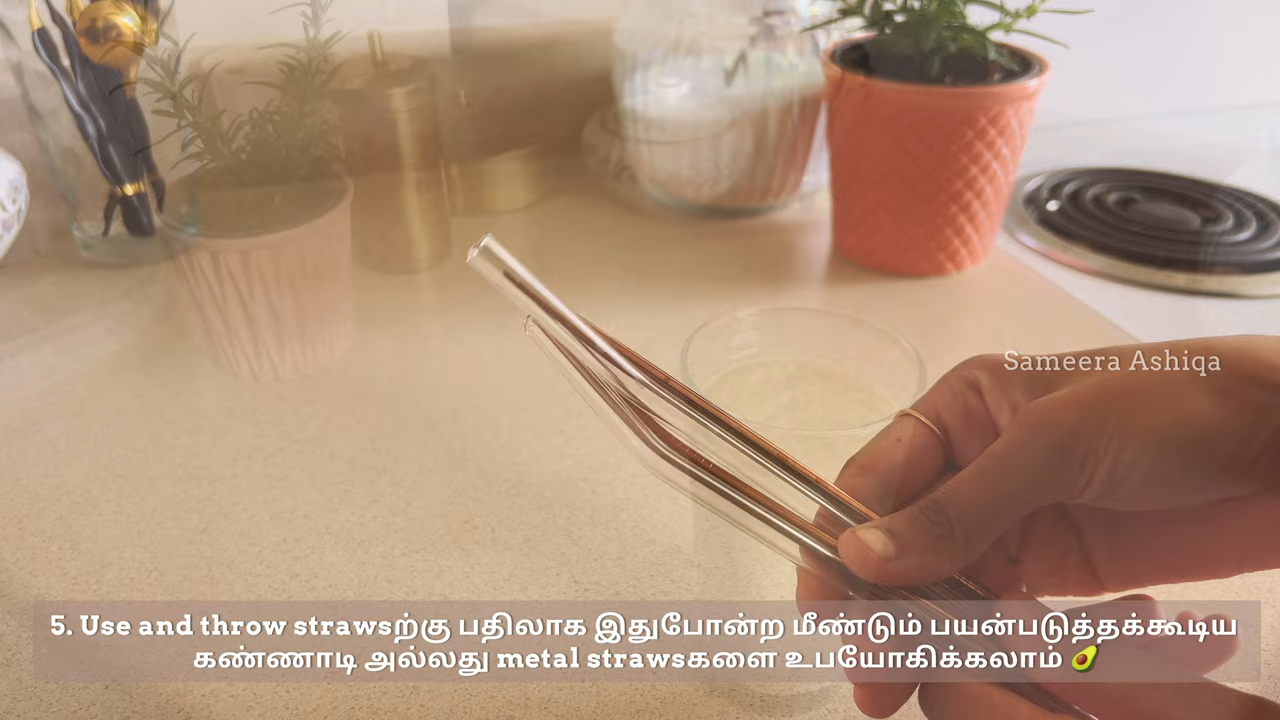 Sameera Ashiqa
5. Use and throw strawsற்கு பதிலாக இதுபோன்ற மீண்டும் பயன்படுத்தக்கூடிய
கண்ணாடி அல்லது metal strawsகளை உபயோகிக்கலாம் 🥑